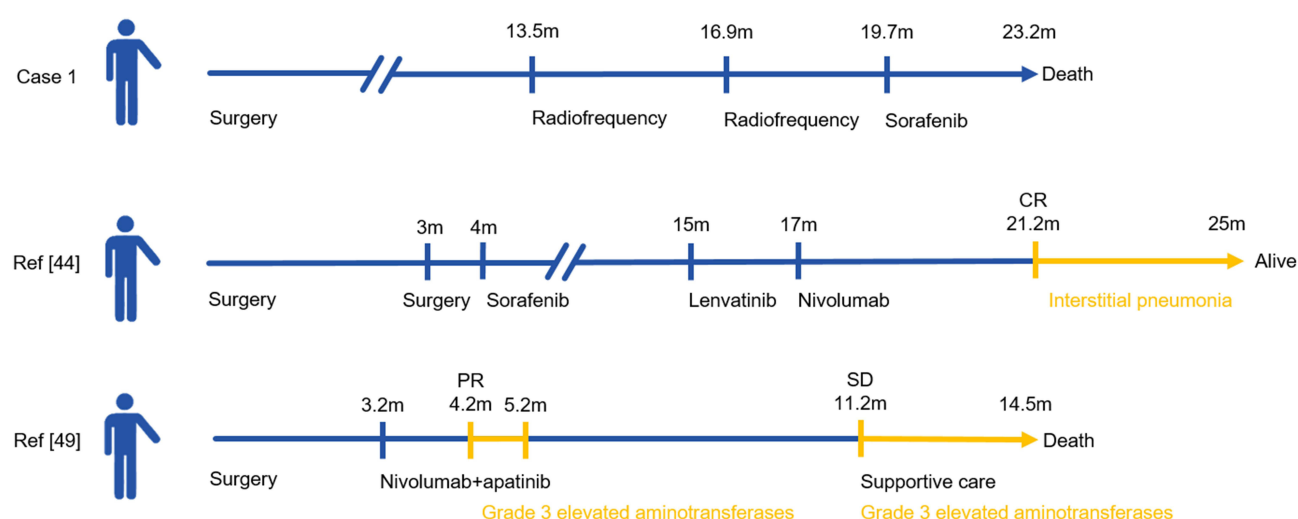 13.5m 16.9m 19.7m 23.2m
Case 1 Death
Surgery Radiofrequency Radiofrequency Sorafenib
CR
3m 4m 15m 17m 21.2m 25m
Ref [44] Alive
Surgery Surgery Sorafenib Lenvatinib Nivolumab Interstitial pneumonia
PR SD
3.2m 4.2m 5.2m 11.2m 14.5m
Ref [49] Death
Surgery Nivolumab+apatinib Supportive care
Grade 3 elevated aminotransferases Grade 3 elevated aminotransferases